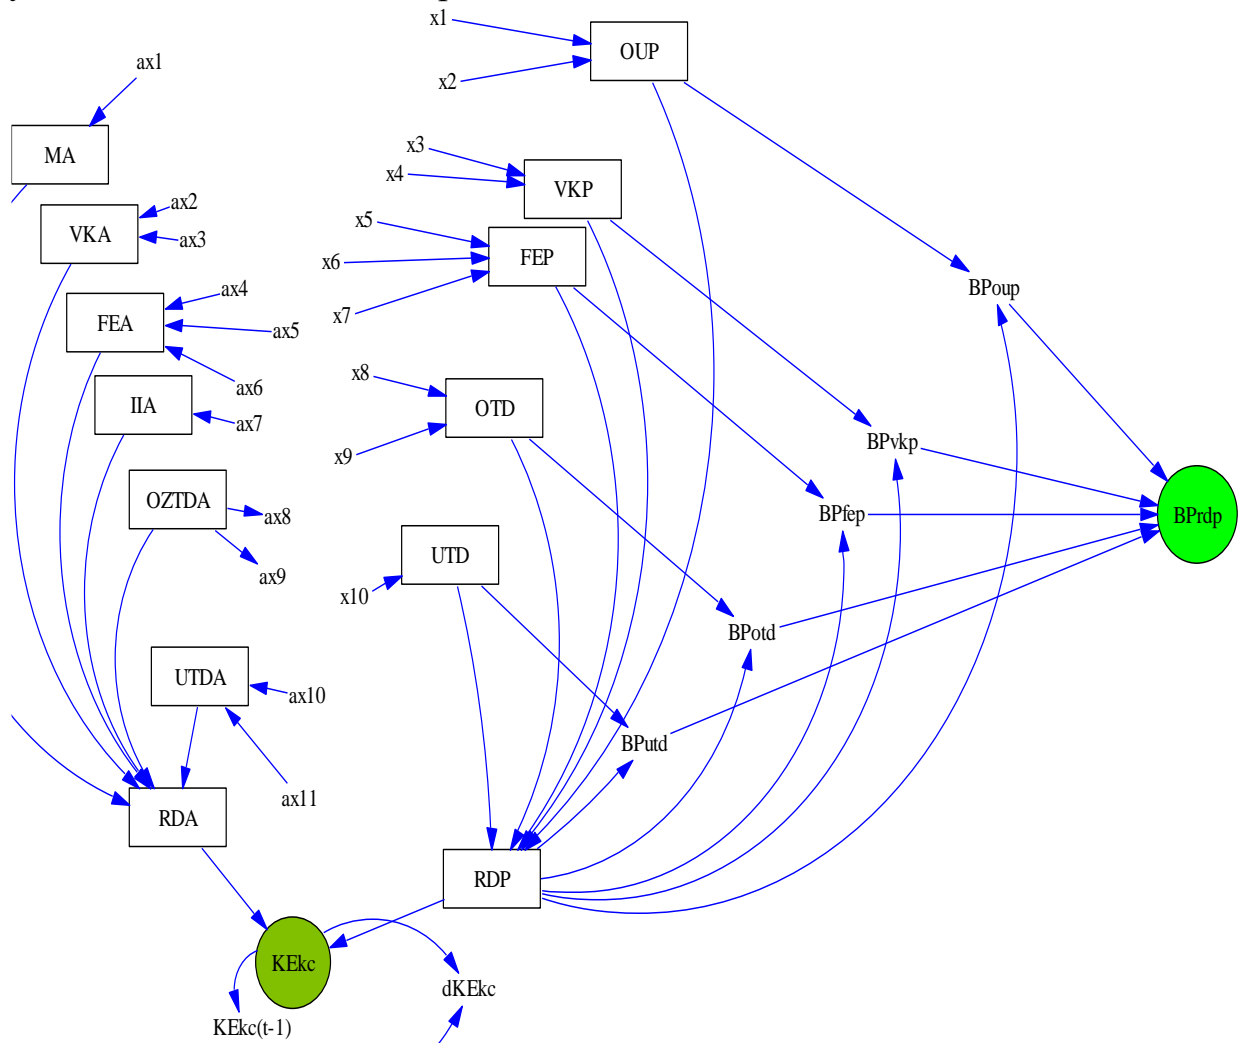 x1
OUP
x2
ax1
MA
x3
x4
VKP
ax2
VKA
ax3
x5
FEP
x6
x7
BPoup
ax4
FEA
ax5
ax6
IIA
ax7
x8
OTD
x9
BPvkp
OZTDA
ax8
ax9
BPfep
BPrdp
UTD
x10
BPotd
UTDA
ax10
BPutd
ax11
RDA
RDP
KEkc
dKEkc
KEkc(t-1)